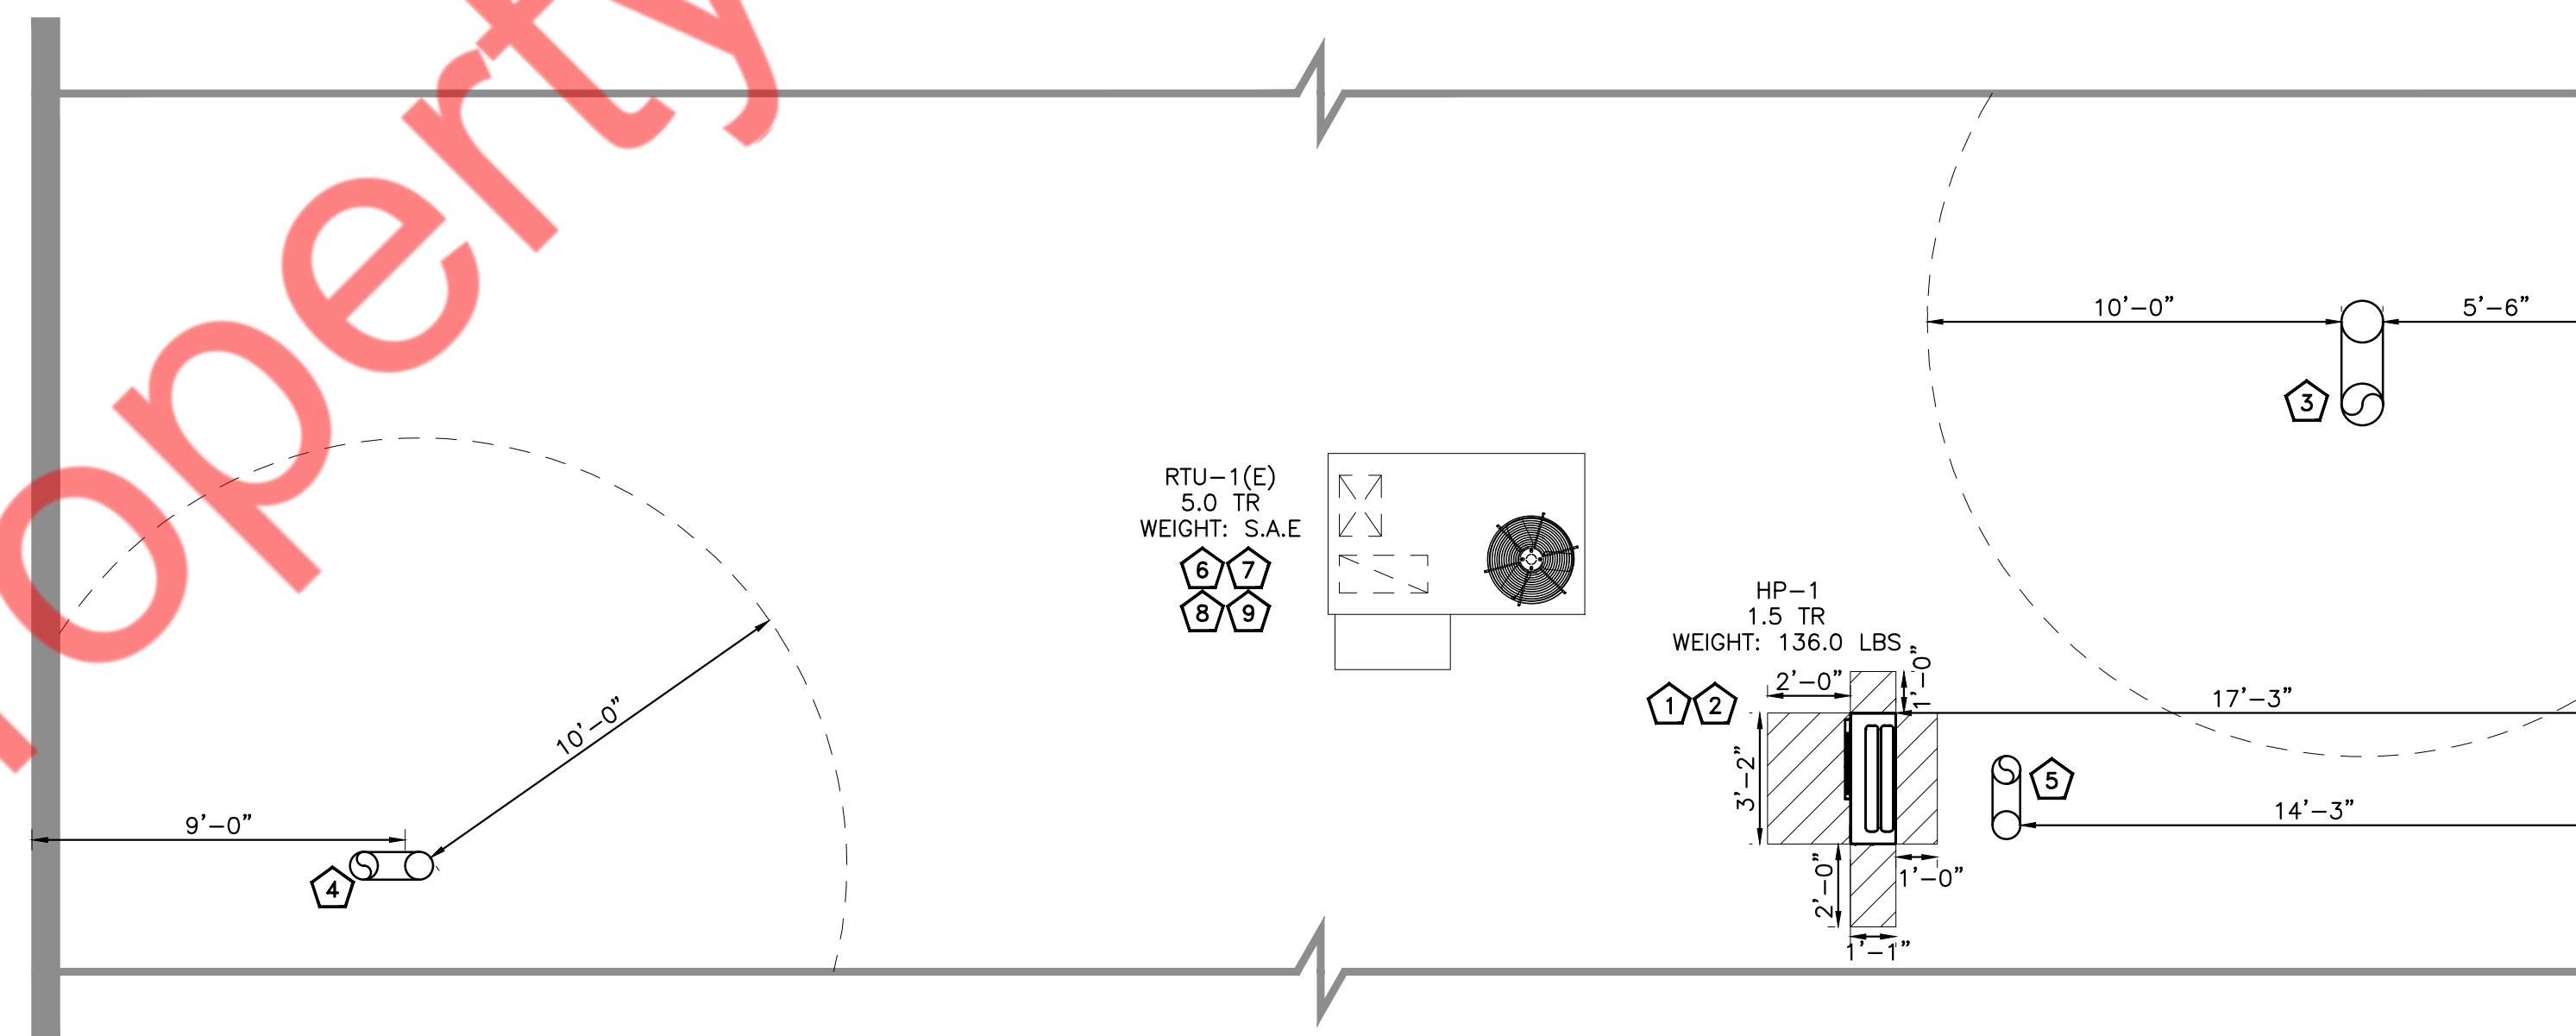 operty
10'-0"
5'-6"
3
RTU-1(E)
5.0 TR
WEIGHT: S.A.E
6 7
8 9
HP-1
1.5 TR
WEIGHT: 136.0 LBS
1'-0"
2'-0"
1 2
17'-3"
10'-0"
3'-2"
5
14'-3"
9'-0"
4
2'-0"
1'-0"
1'-1"